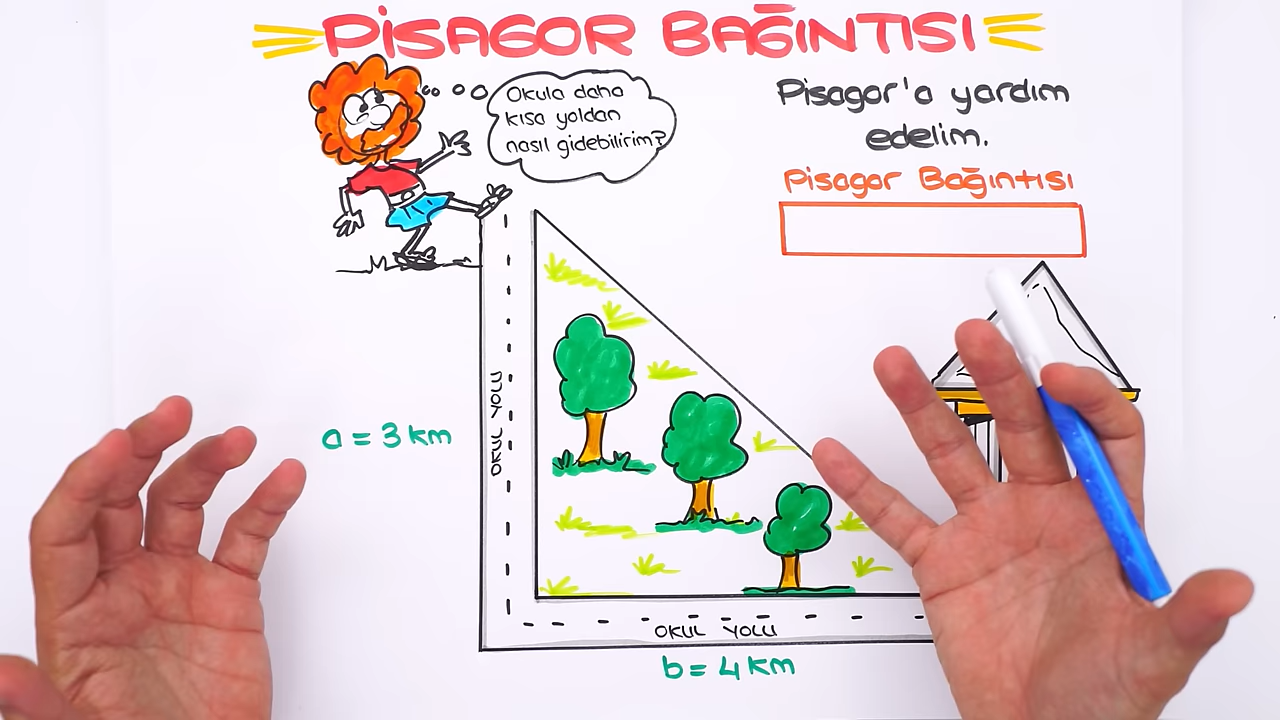 PİSAGOR BAĞINTISI
Okula daha
kısa yoldan
nasıl gidebilirim?
Pisagor'a yardım
edelim.
Pisagor Bağıntısı
OKUL YOLU
a = 3 km
OKUL YOLU
b = 4 km